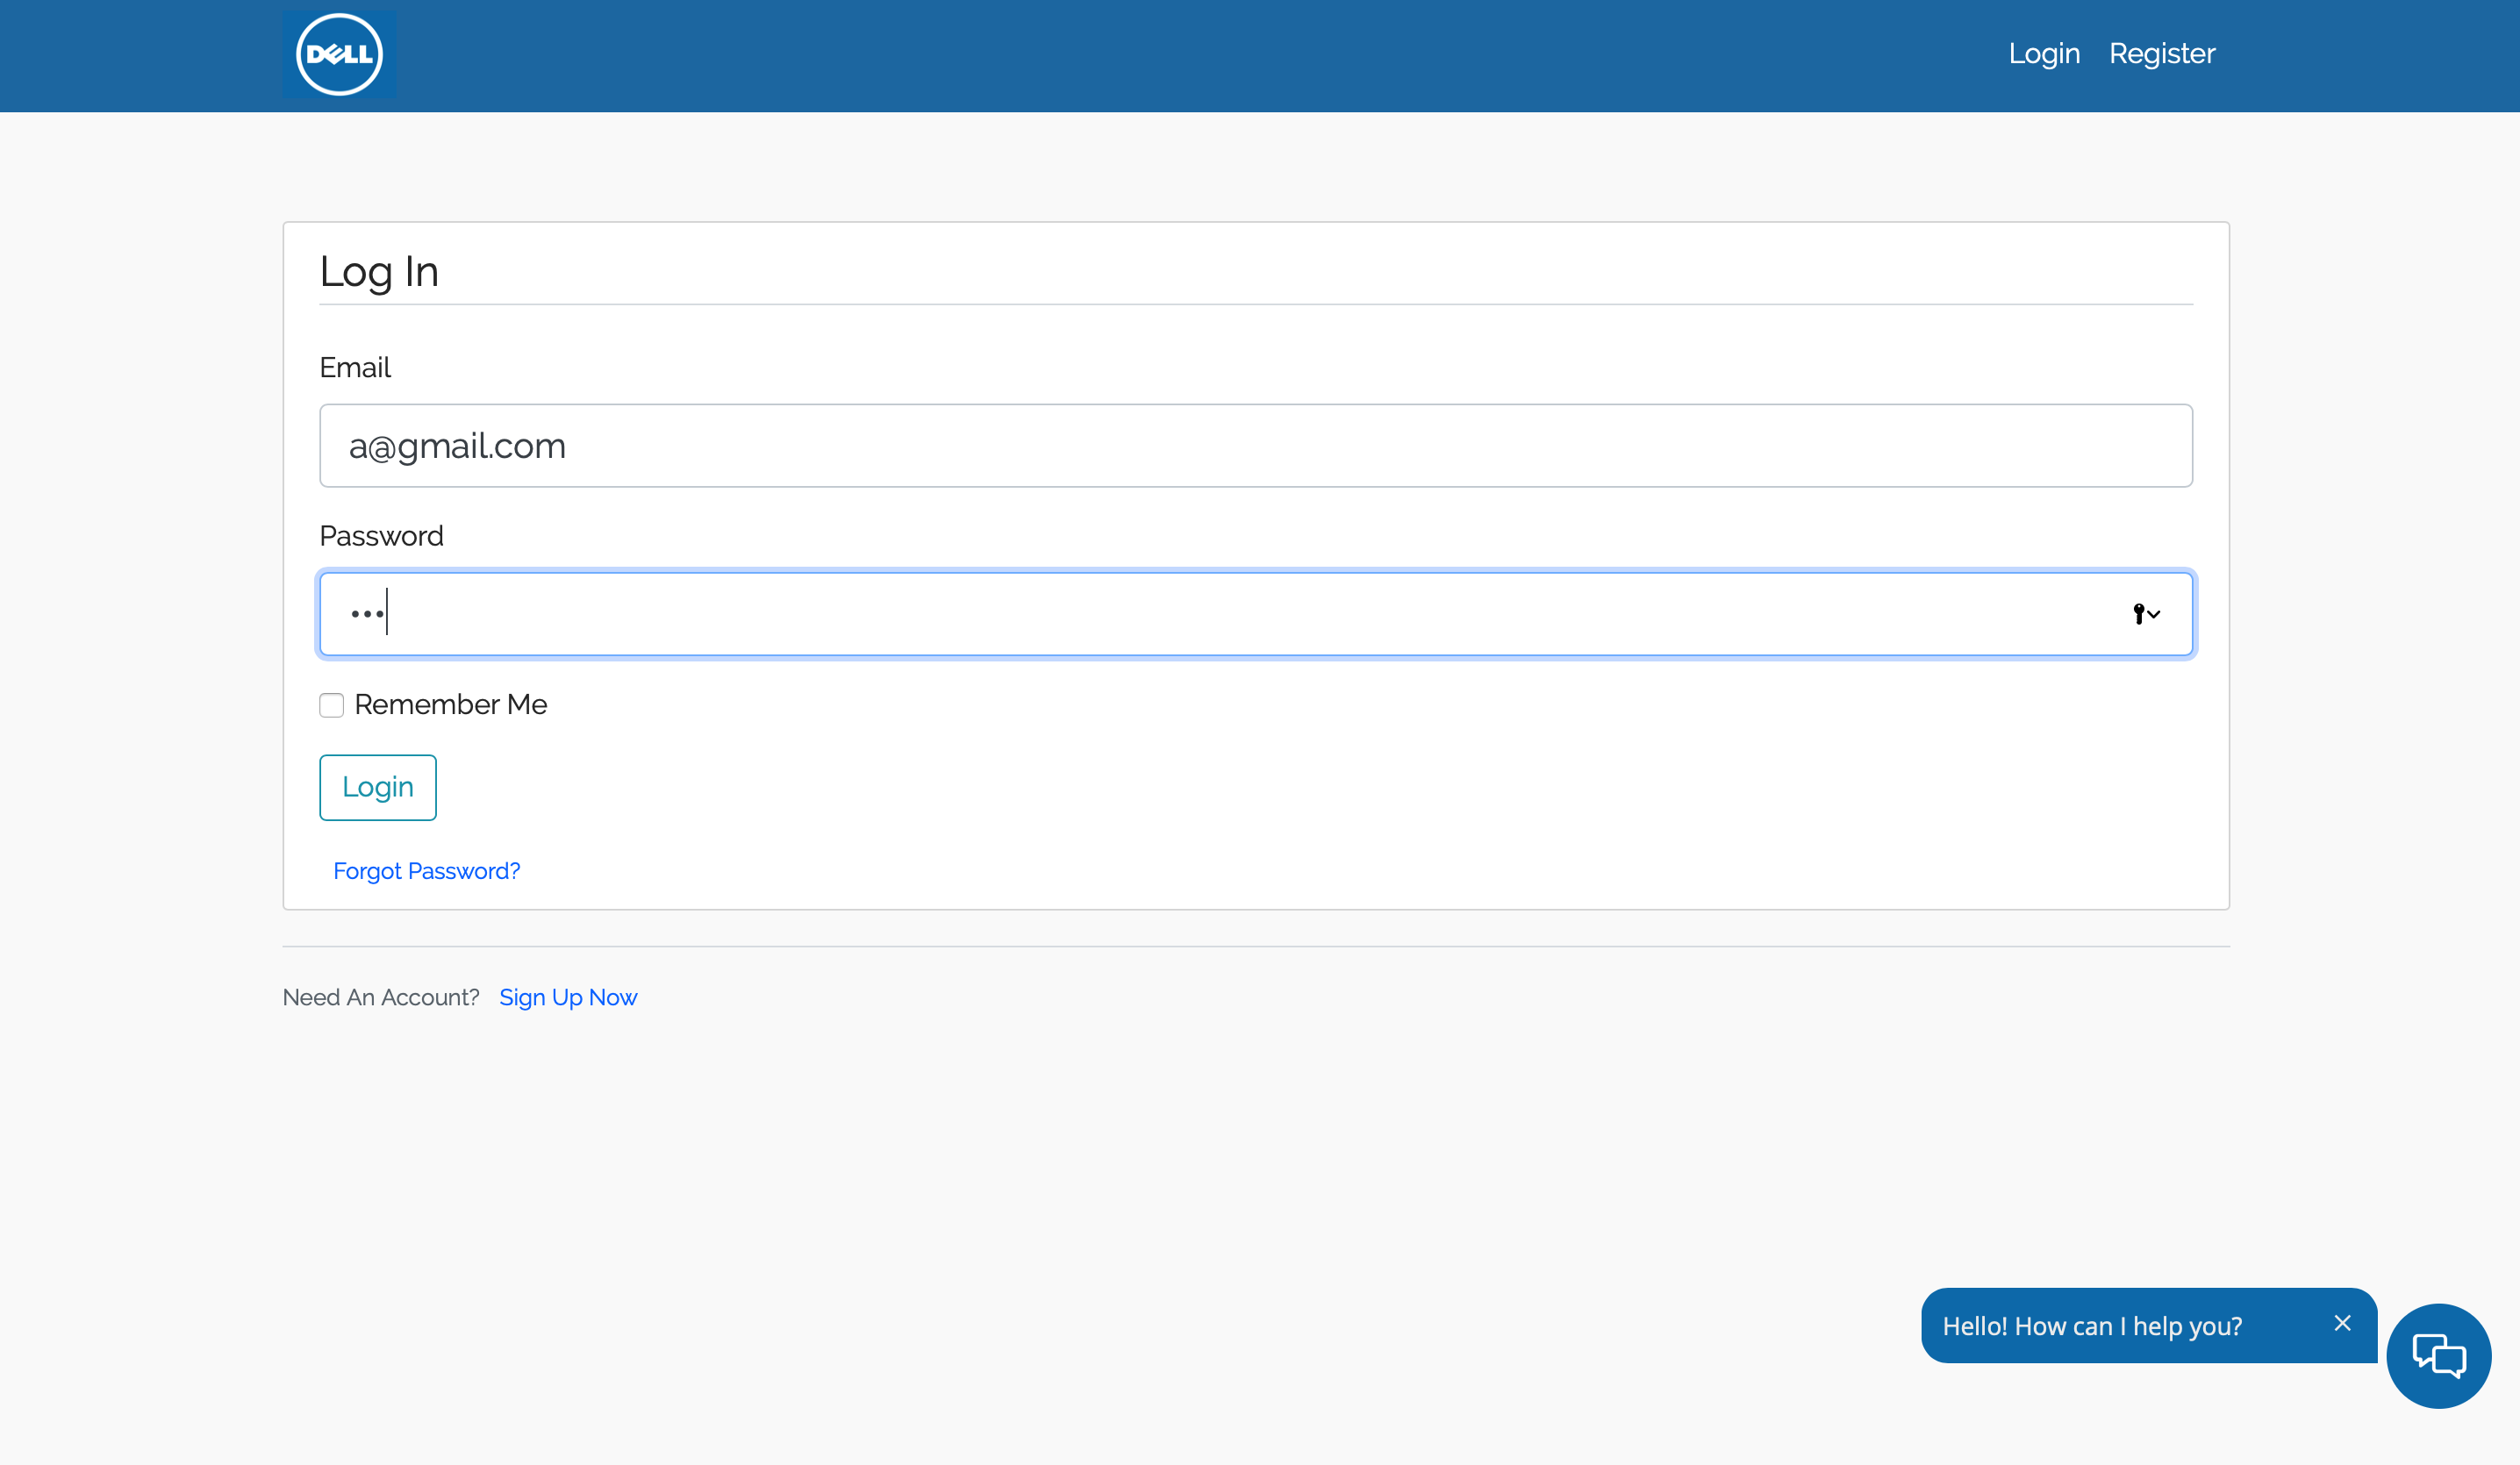 DELL
Login Register
Log In
Email
a@gmail.com
Password
•••
Remember Me
Login
Forgot Password?
Need An Account? Sign Up Now
Hello! How can I help you?